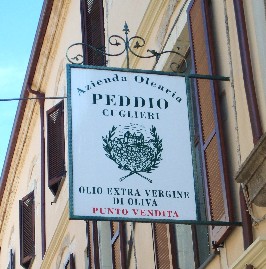 Azienda Olearia
PEDDIO
CUGLIERI
OLIO EXTRA VERGINE
DI OLIVA
PUNTO VENDITA